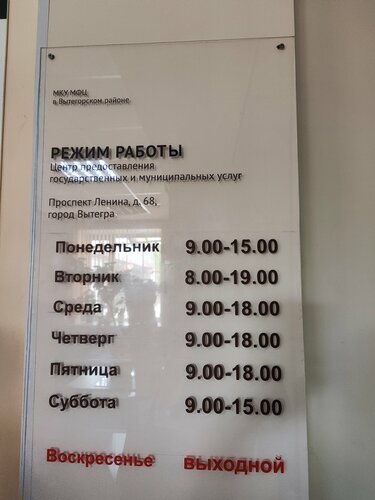 МКУ МФЦ
в Вытегорском районе
РЕЖИМ РАБОТЫ
Центр предоставления
государственных и муниципальных услуг
Проспект Ленина, д. 68,
город Вытегра
Понедельник 9.00-15.00
Вторник 8.00-19.00
Среда 9.00-18.00
Четверг 9.00-18.00
Пятница 9.00-18.00
Суббота 9.00-15.00
Воскресенье выходной